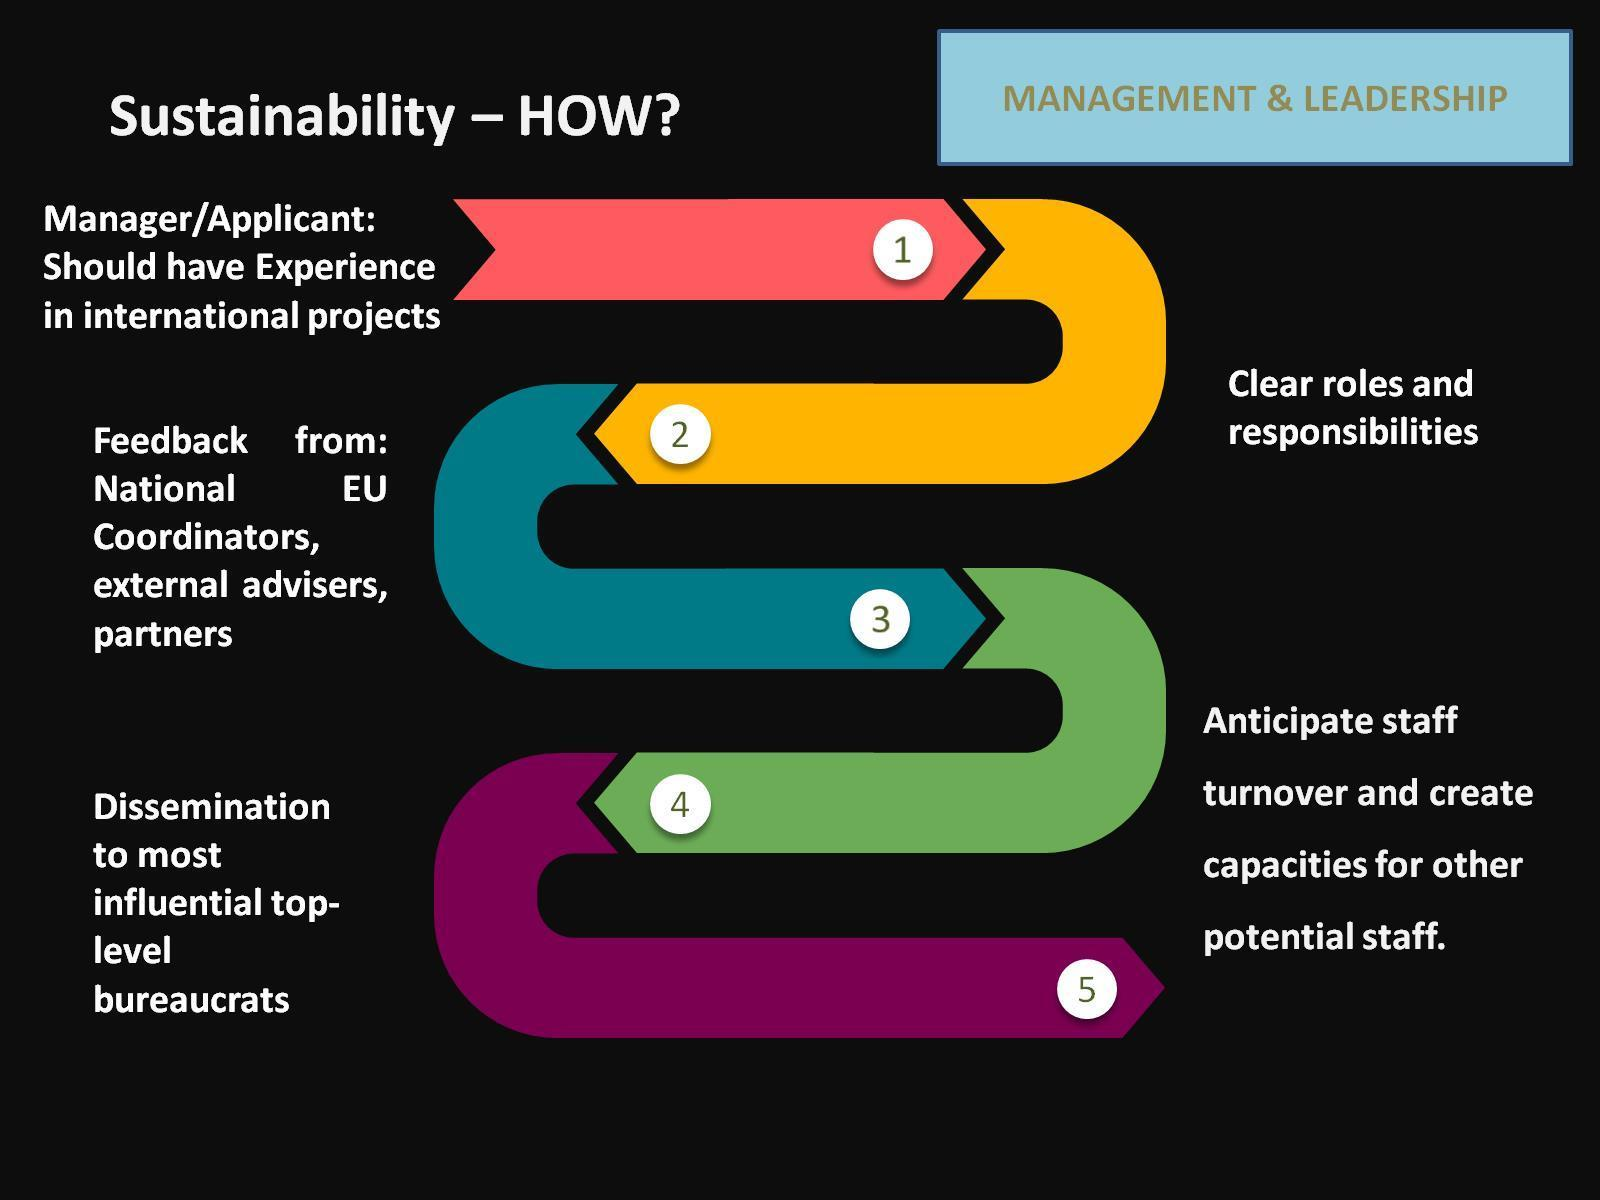 Sustainability – HOW?
MANAGEMENT & LEADERSHIP
Manager/Applicant:
Should have Experience
in international projects
1
Clear roles and
responsibilities
2
Feedback from:
National EU
Coordinators,
external advisers,
partners
3
Anticipate staff
turnover and create
capacities for other
potential staff.
4
Dissemination
to most
influential top-
level
bureaucrats
5